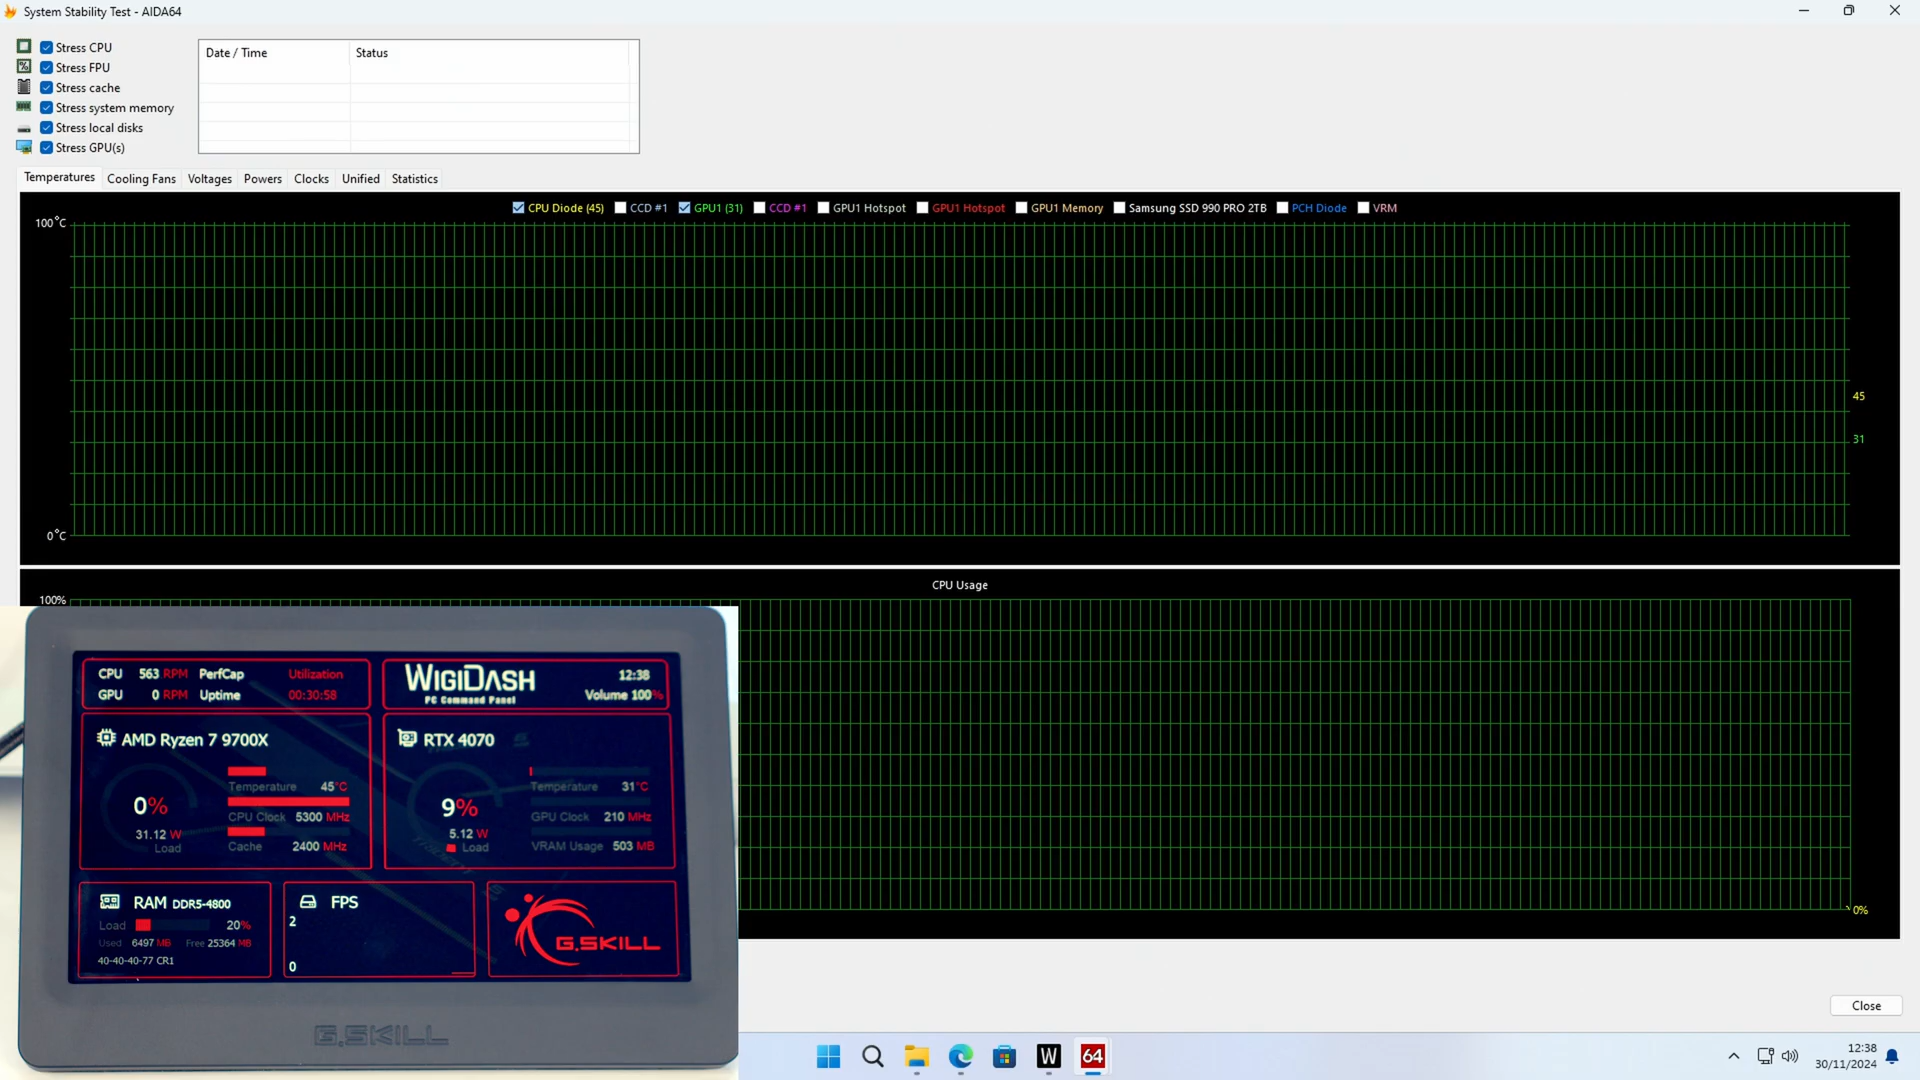 System Stability Test - AIDA64
Stress CPU
Stress FPU
Stress cache
Stress system memory
Stress local disks
Stress GPU(s)
Date / Time Status
Temperatures Cooling Fans Voltages Powers Clocks Unified Statistics
CPU Diode (45) CCD #1 GPU1 (31) CCD #1 GPU1 Hotspot GPU1 Hotspot GPU1 Memory Samsung SSD 990 PRO 2TB PCH Diode VRM
100°C
45
31
0°C
CPU Usage
100%
0%
CPU 563 RPM PerfCap Utilization
GPU 0 RPM Uptime 00:30:58
WIGIDASH
PC Command Panel
12:38
Volume 100%
AMD Ryzen 7 9700X
0%
31.12 W
Load
Temperature 45°C
CPU Clock 5300 MHz
Cache 2400 MHz
RTX 4070
9%
5.12 W
Load
Temperature 31°C
GPU Clock 210 MHz
VRAM Usage 503 MB
RAM DDR5-4800
Load 20%
Used 6497 MB Free 25364 MB
40-40-40-77 CR1
FPS
2
0
G.SKILL
G.SKILL
Close
W
64
12:38
30/11/2024